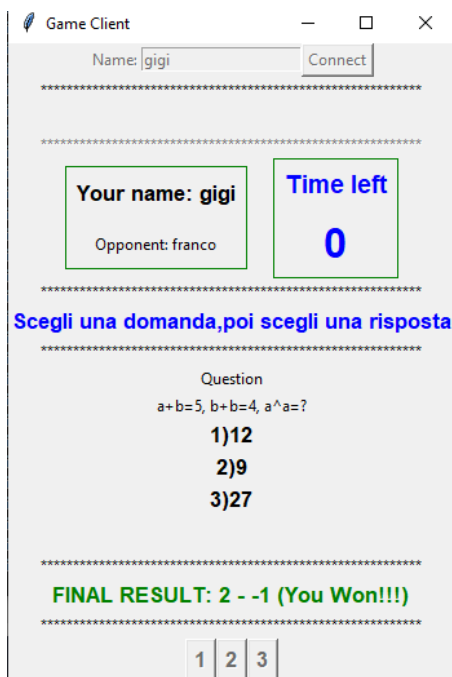 Game Client
Name: gigi Connect
***********************************************************
***********************************************************
Your name: gigi
Opponent: franco
Time left
0
***********************************************************
Scegli una domanda,poi scegli una risposta
***********************************************************
Question
a+b=5, b+b=4, a^a=?
1)12
2)9
3)27
***********************************************************
FINAL RESULT: 2 - -1 (You Won!!!)
***********************************************************
1 2 3